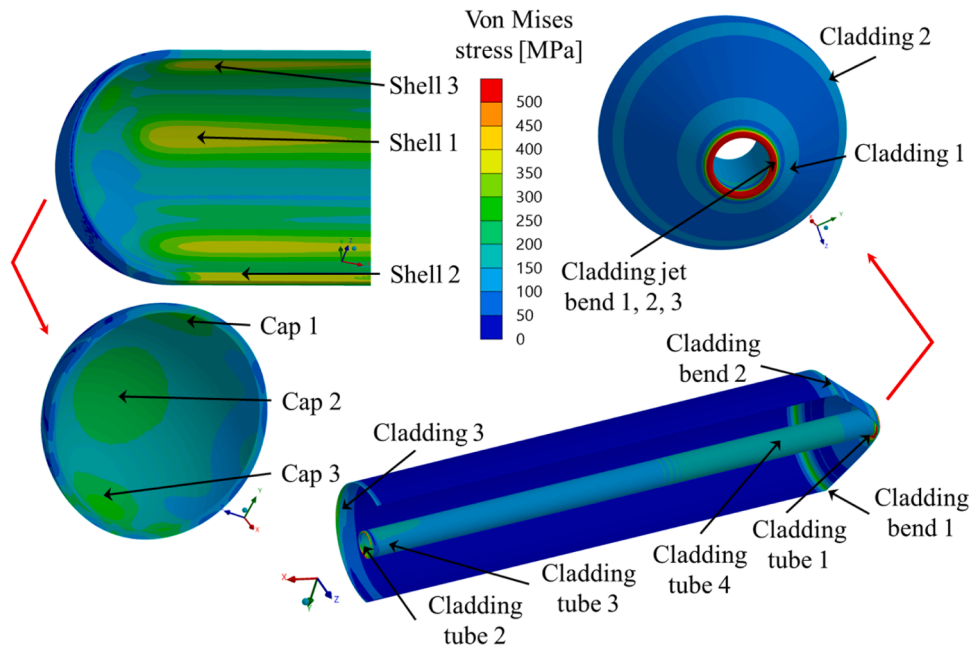 Von Mises
stress [MPa]
500
450
400
350
300
250
200
150
100
50
0
Shell 3
Shell 1
Shell 2
Cladding 2
Cladding 1
Cladding jet
bend 1, 2, 3
Cap 1
Cap 2
Cap 3
Cladding
bend 2
Cladding 3
Cladding
bend 1
Cladding
tube 1
Cladding
tube 4
Cladding
tube 3
Cladding
tube 2
X
Y
Z
Y
Z
X
Y
Z
Y
X